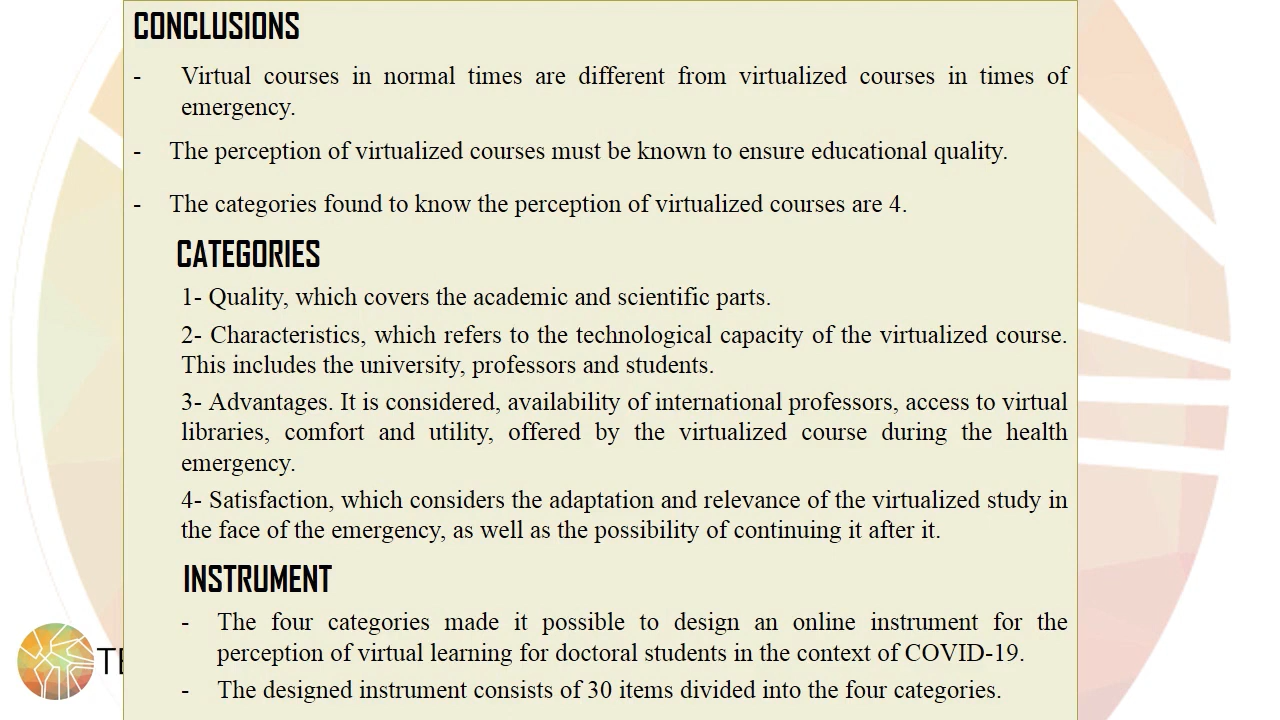 CONCLUSIONS
- Virtual courses in normal times are different from virtualized courses in times of
emergency.
- The perception of virtualized courses must be known to ensure educational quality.
- The categories found to know the perception of virtualized courses are 4.
CATEGORIES
1- Quality, which covers the academic and scientific parts.
2- Characteristics, which refers to the technological capacity of the virtualized course.
This includes the university, professors and students.
3- Advantages. It is considered, availability of international professors, access to virtual
libraries, comfort and utility, offered by the virtualized course during the health
emergency.
4- Satisfaction, which considers the adaptation and relevance of the virtualized study in
the face of the emergency, as well as the possibility of continuing it after it.
INSTRUMENT
- The four categories made it possible to design an online instrument for the
perception of virtual learning for doctoral students in the context of COVID-19.
- The designed instrument consists of 30 items divided into the four categories.